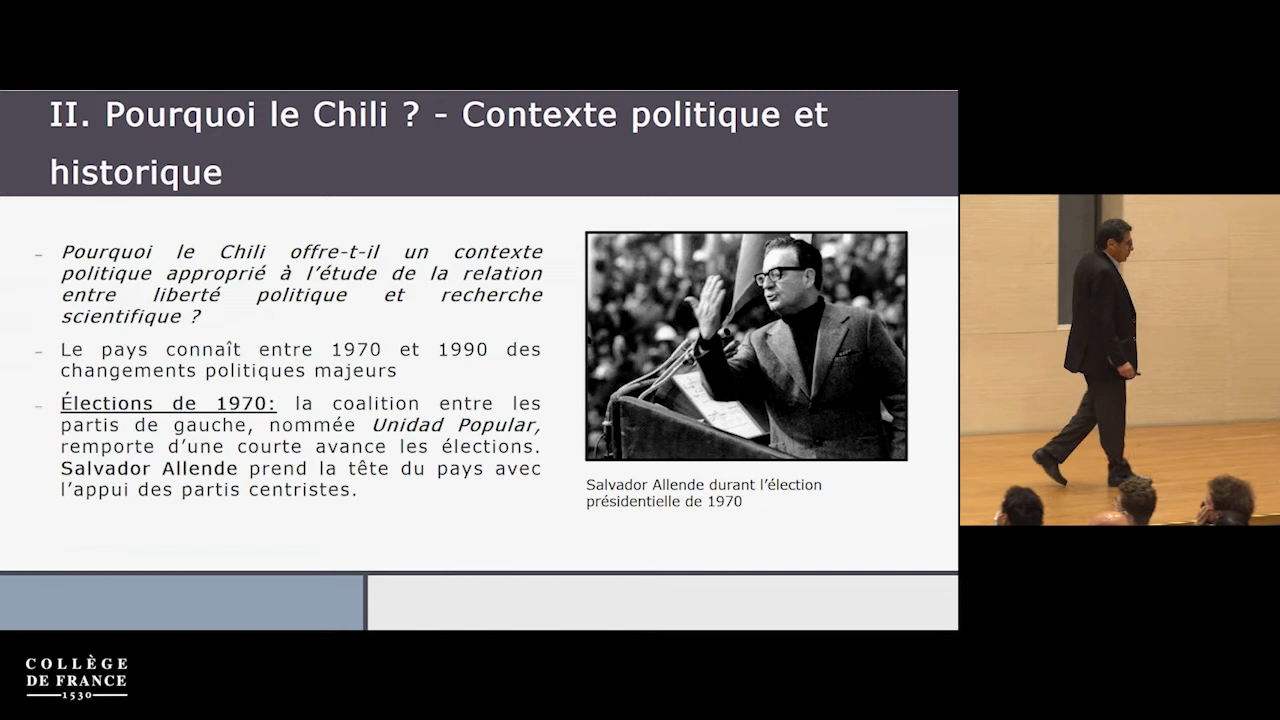 II. Pourquoi le Chili ? - Contexte politique et
historique
- Pourquoi le Chili offre-t-il un contexte
politique approprié à l’étude de la relation
entre liberté politique et recherche
scientifique ?
- Le pays connaît entre 1970 et 1990 des
changements politiques majeurs
- Élections de 1970: la coalition entre les
partis de gauche, nommée Unidad Popular,
remporte d’une courte avance les élections.
Salvador Allende prend la tête du pays avec
l’appui des partis centristes.
Salvador Allende durant l’élection
présidentielle de 1970
COLLÈGE
DE FRANCE
1530